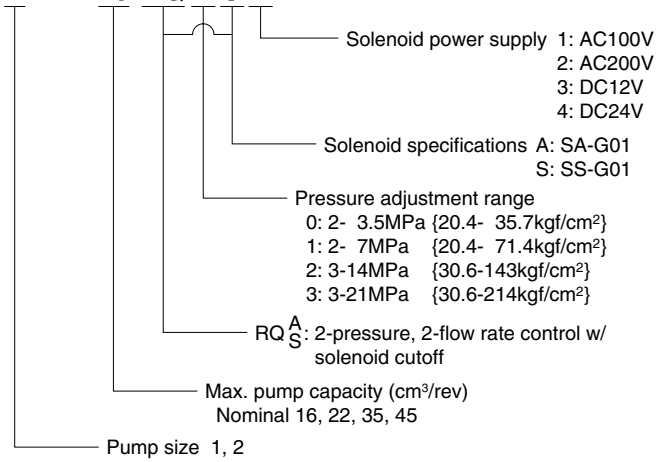 Solenoid power supply 1: AC100V
2: AC200V
3: DC12V
4: DC24V
Solenoid specifications A: SA-G01
S: SS-G01
Pressure adjustment range
0: 2- 3.5MPa {20.4- 35.7kgf/cm²}
1: 2- 7MPa {20.4- 71.4kgf/cm²}
2: 3-14MPa {30.6-143kgf/cm²}
3: 3-21MPa {30.6-214kgf/cm²}
RQ A/S: 2-pressure, 2-flow rate control w/
solenoid cutoff
Max. pump capacity (cm³/rev)
Nominal 16, 22, 35, 45
Pump size 1, 2